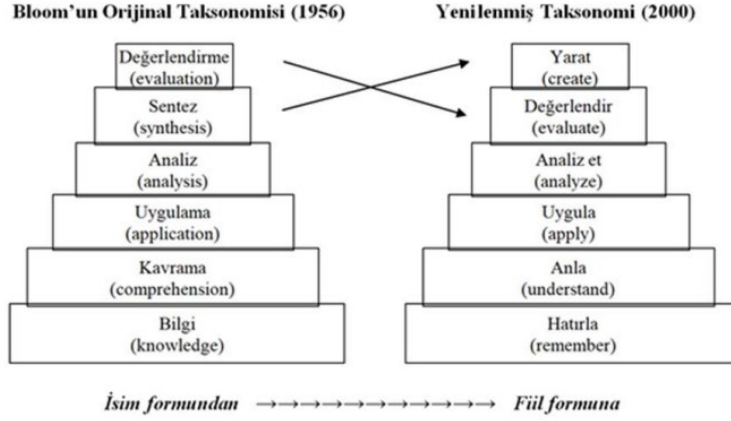 Bloom’un Orijinal Taksonomisi (1956)
Değerlendirme
(evaluation)
Sentez
(synthesis)
Analiz
(analysis)
Uygulama
(application)
Kavrama
(comprehension)
Bilgi
(knowledge)
Yenilenmiş Taksonomi (2000)
Yarat
(create)
Değerlendir
(evaluate)
Analiz et
(analyze)
Uygula
(apply)
Anla
(understand)
Hatırla
(remember)
İsim formundan →→→→→→→→→→→ Fiil formuna